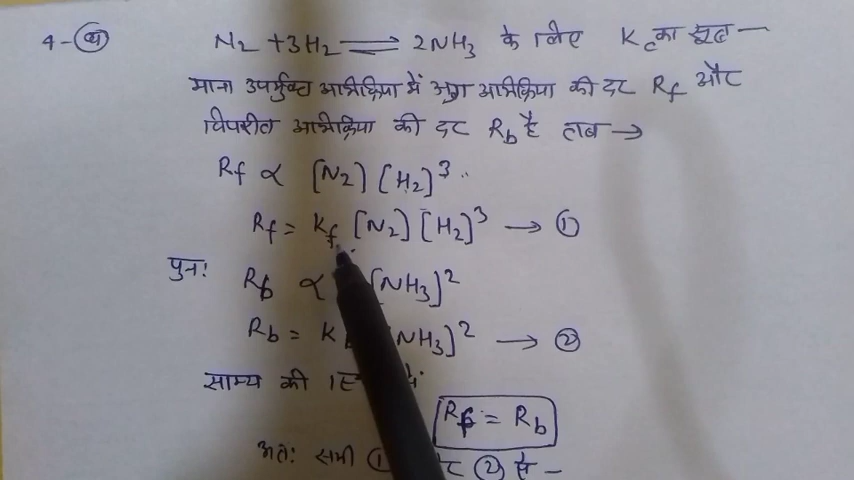 4-(ब) N₂ + 3H₂ ⇌ 2NH₃ के लिए Kc का सूत्र —
माना उपर्युक्त अभिक्रिया में अग्र अभिक्रिया की दर Rf और
विपरीत अभिक्रिया की दर Rb है तब →
Rf ∝ [N₂] [H₂]³
Rf = Kf [N₂] [H₂]³ → ①
पुनः Rb ∝ [NH₃]²
Rb = K NH₃]² → ②
साम्य की
Rf = Rb
अतः समी ① ② से —